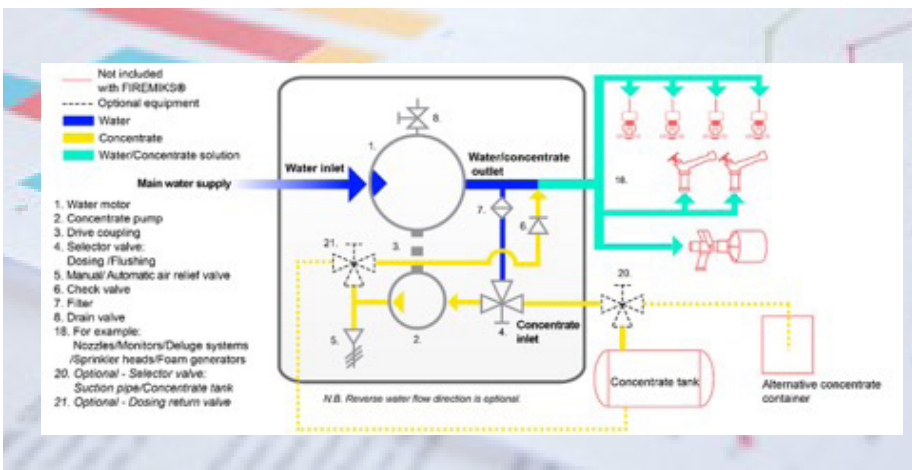 Not included
with FIREMIKS®
Optional equipment
Water
Concentrate
Water/Concentrate solution
Main water supply
1. Water motor
2. Concentrate pump
3. Drive coupling
4. Selector valve:
Dosing /Flushing
5. Manual/ Automatic air relief valve
6. Check valve
7. Filter
8. Drain valve
18. For example:
Nozzles/Monitors/Deluge systems
/Sprinkler heads/Foam generators
20. Optional - Selector valve:
Suction pipe/Concentrate tank
21. Optional - Dosing return valve
8.
1.
Water inlet
Water/concentrate
outlet
18.
7.
6.
21.
3.
20.
5.
2.
4.
Concentrate
inlet
Concentrate tank
Alternative concentrate
container
N.B. Reverse water flow direction is optional.